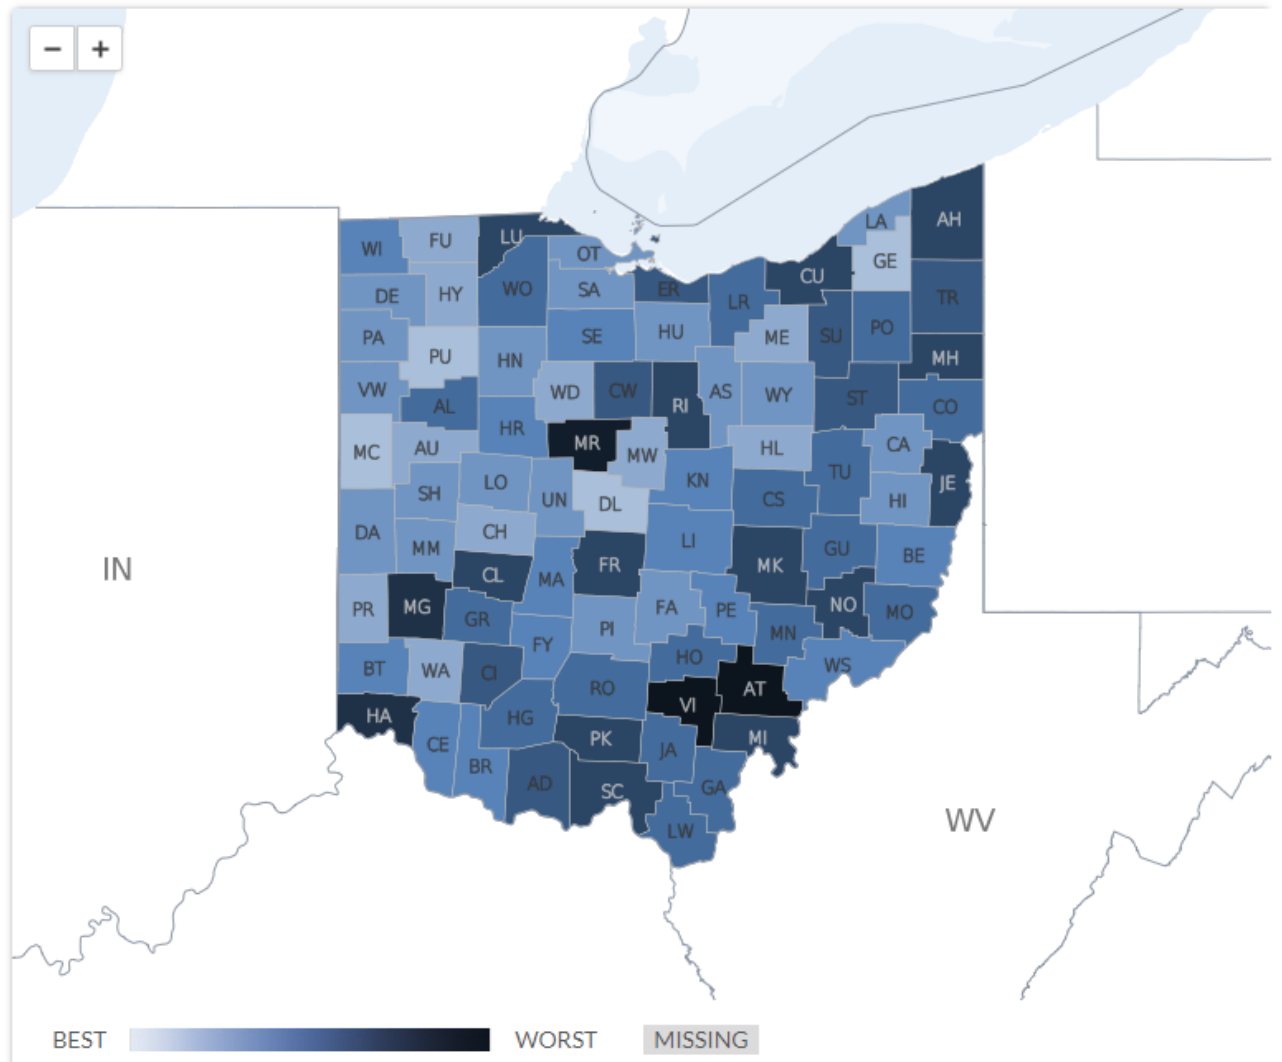 − +
AH
LA
LU
FU
WI
OT
GE
CU
DE
HY
WO
SA
ER
LR
TR
PA
SE
HU
ME
SU
PO
PU
HN
MH
VW
AL
WD
CW
RI
AS
WY
ST
CO
HR
MC
AU
MR
MW
HL
CA
TU
SH
LO
UN
KN
CS
HI
JE
DL
DA
MM
CH
LI
GU
BE
IN
CL
MA
FR
MK
PR
MG
GR
PI
FA
PE
NO
MO
MN
FY
BT
WA
CI
HO
WS
RO
AT
VI
HA
HG
CE
PK
JA
MI
BR
AD
SC
GA
WV
LW
BEST WORST MISSING